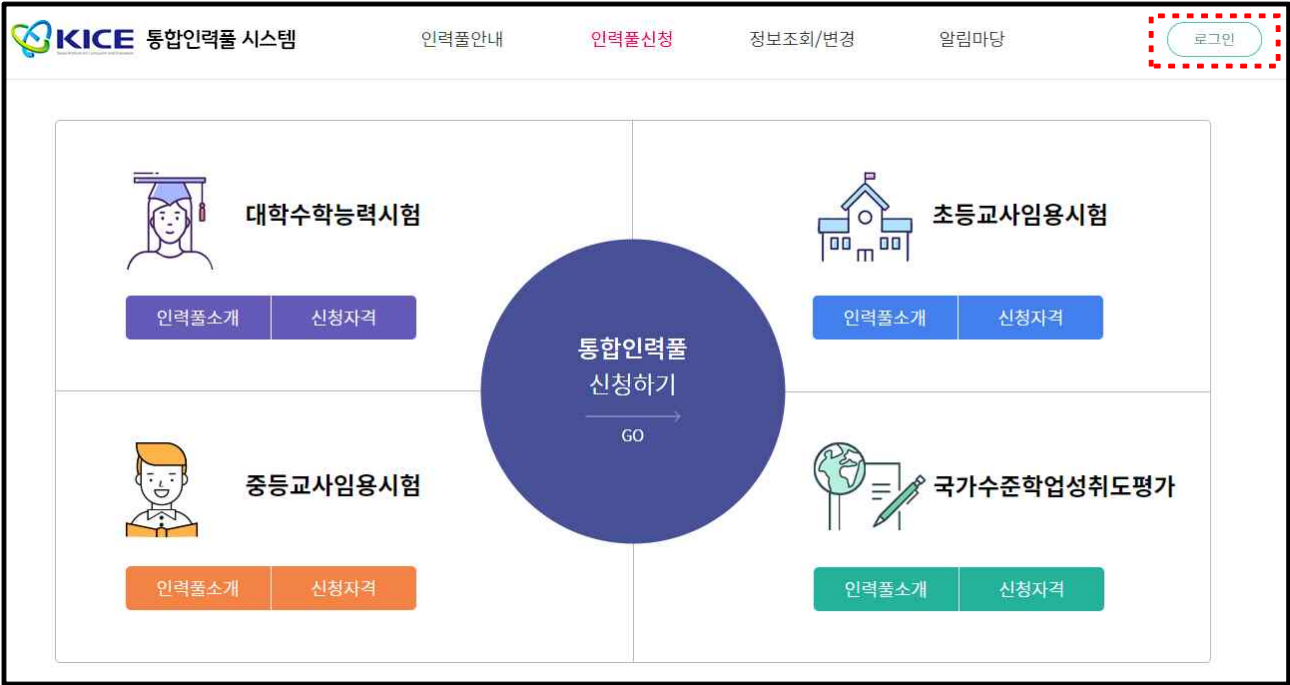 KICE 통합인력풀 시스템
인력풀안내
인력풀신청
정보조회/변경
알림마당
로그인
대학수학능력시험
인력풀소개
신청자격
초등교사임용시험
인력풀소개
신청자격
통합인력풀
신청하기
GO
중등교사임용시험
인력풀소개
신청자격
국가수준학업성취도평가
인력풀소개
신청자격